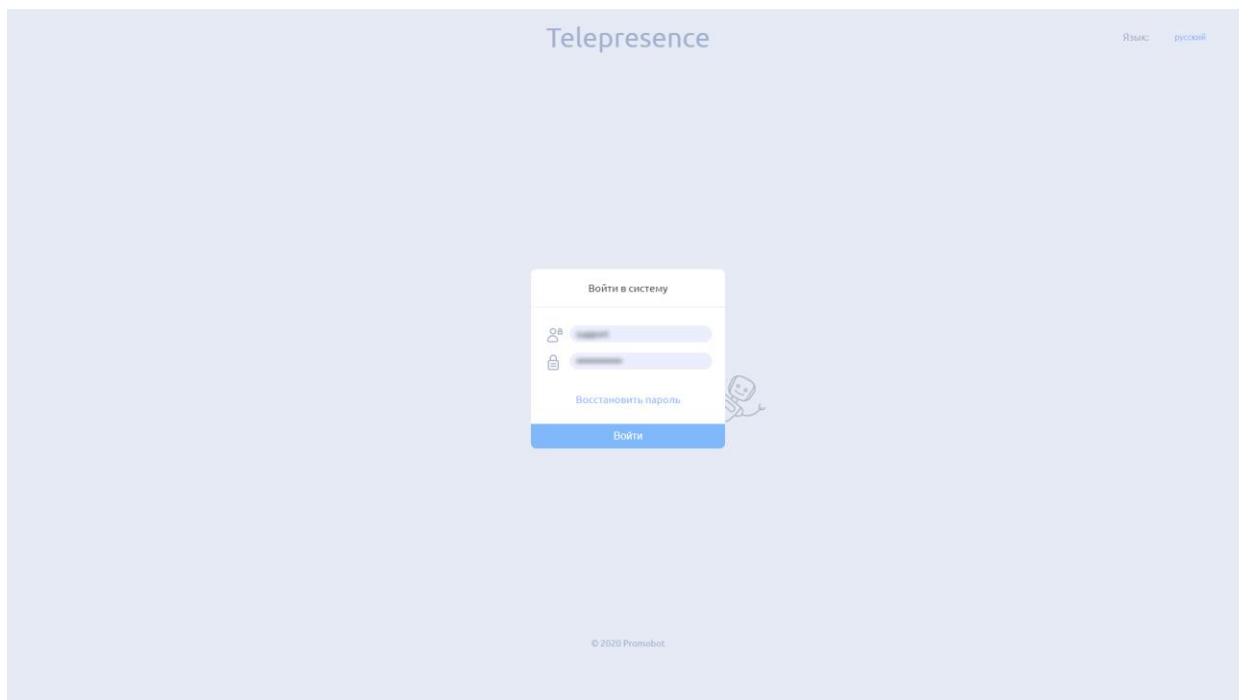 Telepresence
Язык: русский
Войти в систему
Восстановить пароль
Войти
© 2020 Promobot